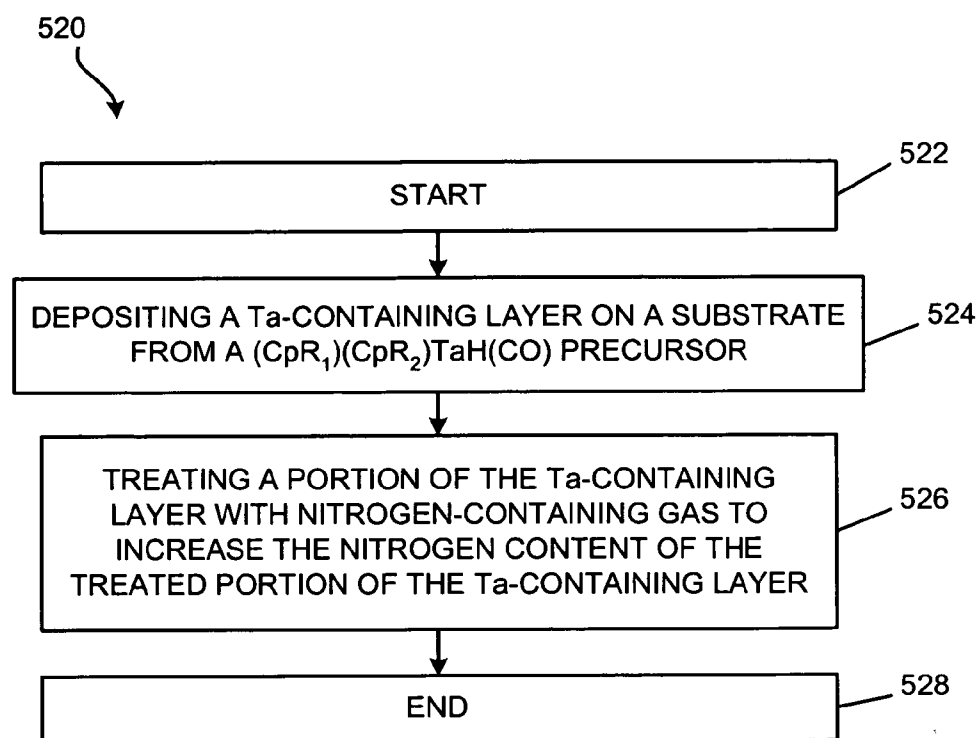 520
522
START
DEPOSITING A Ta-CONTAINING LAYER ON A SUBSTRATE
FROM A (CpR₁)(CpR₂)TaH(CO) PRECURSOR
524
TREATING A PORTION OF THE Ta-CONTAINING
LAYER WITH NITROGEN-CONTAINING GAS TO
INCREASE THE NITROGEN CONTENT OF THE
TREATED PORTION OF THE Ta-CONTAINING LAYER
526
END
528